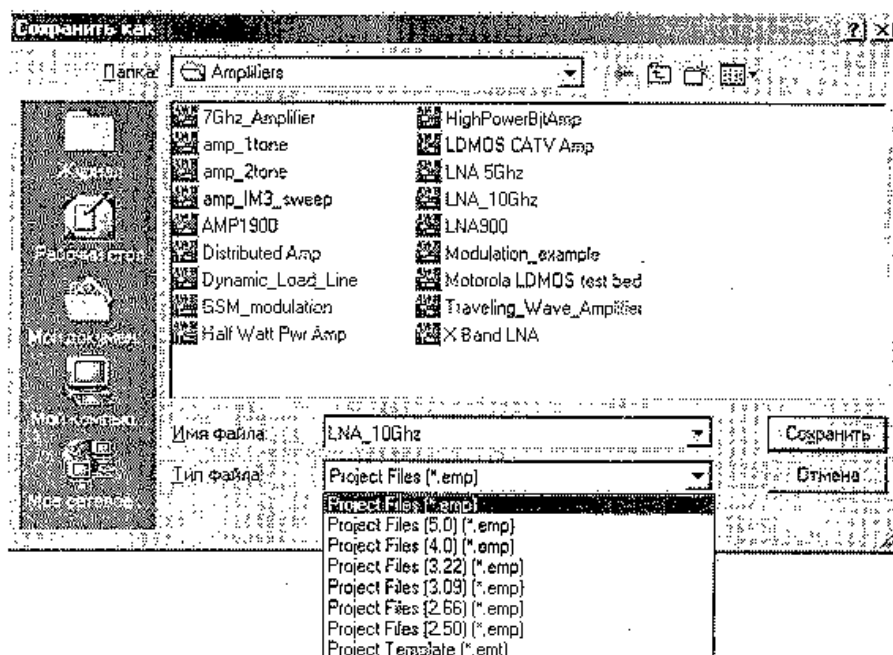 Сохранить как
Папка: Amplifiers
7Ghz_Amplifier
amp_1tone
amp_2tone
amp_IM3_sweep
AMP1900
Distributed Amp
Dynamic_Load_Line
GSM_modulation
Half Watt Pwr Amp
HighPowerBjtAmp
LDMOS CATV Amp
LNA 5Ghz
LNA_10Ghz
LNA900
Modulation_example
Motorola LDMOS test bed
Traveling_Wave_Amplifier
X Band LNA
Журнал
Рабочий стол
Мои докумен...
Мой компью...
Мое сетевое...
Имя файла: LNA_10Ghz
Сохранить
Тип файла: Project Files (*.emp)
Отмена
Project Files (*.emp)
Project Files (5.0) (*.emp)
Project Files (4.0) (*.emp)
Project Files (3.22) (*.emp)
Project Files (3.09) (*.emp)
Project Files (2.66) (*.emp)
Project Files (2.50) (*.emp)
Project Template (*.emt)